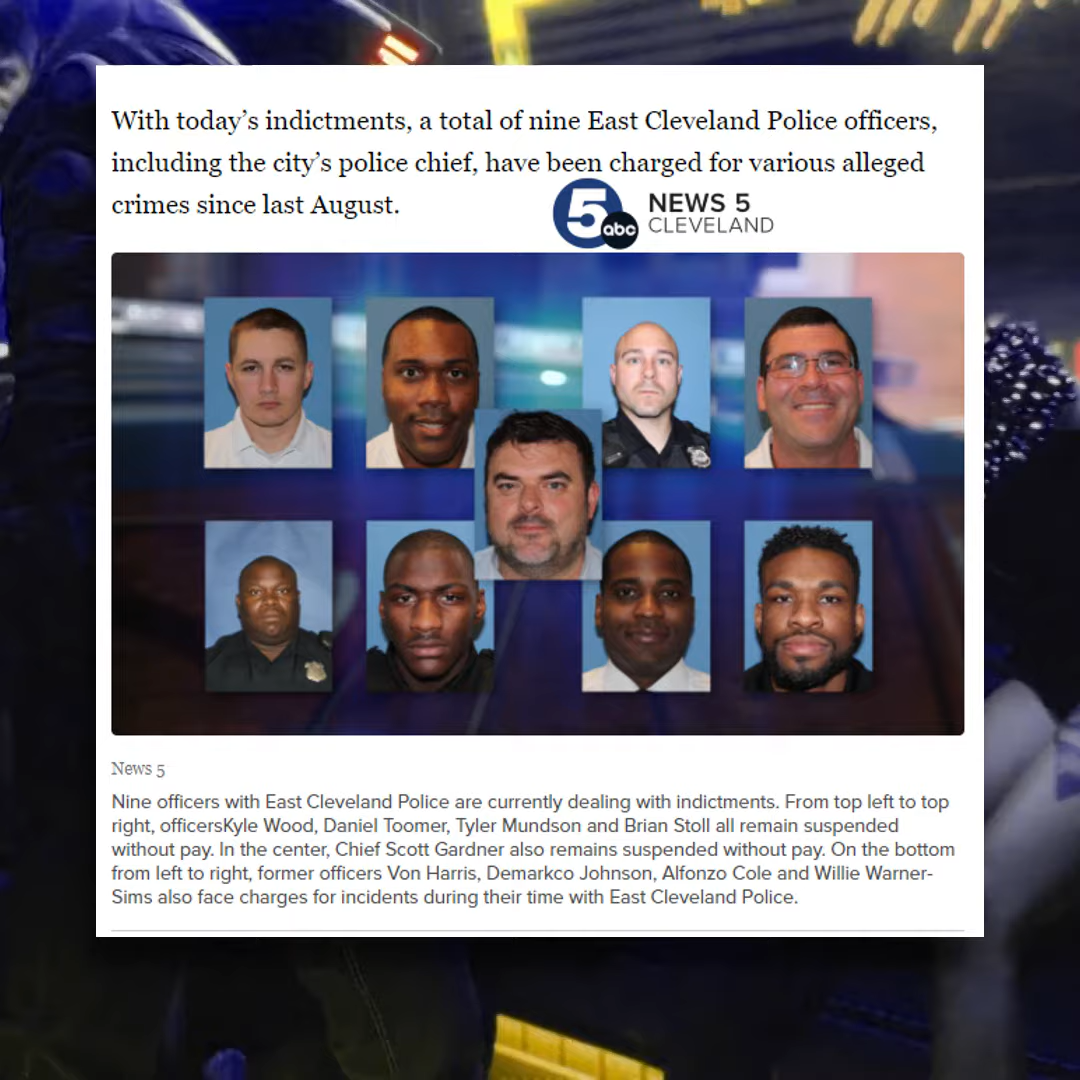 With today’s indictments, a total of nine East Cleveland Police officers,
including the city’s police chief, have been charged for various alleged
crimes since last August.
5 abc NEWS 5
CLEVELAND
News 5
Nine officers with East Cleveland Police are currently dealing with indictments. From top left to top
right, officersKyle Wood, Daniel Toomer, Tyler Mundson and Brian Stoll all remain suspended
without pay. In the center, Chief Scott Gardner also remains suspended without pay. On the bottom
from left to right, former officers Von Harris, Demarkco Johnson, Alfonzo Cole and Willie Warner-
Sims also face charges for incidents during their time with East Cleveland Police.